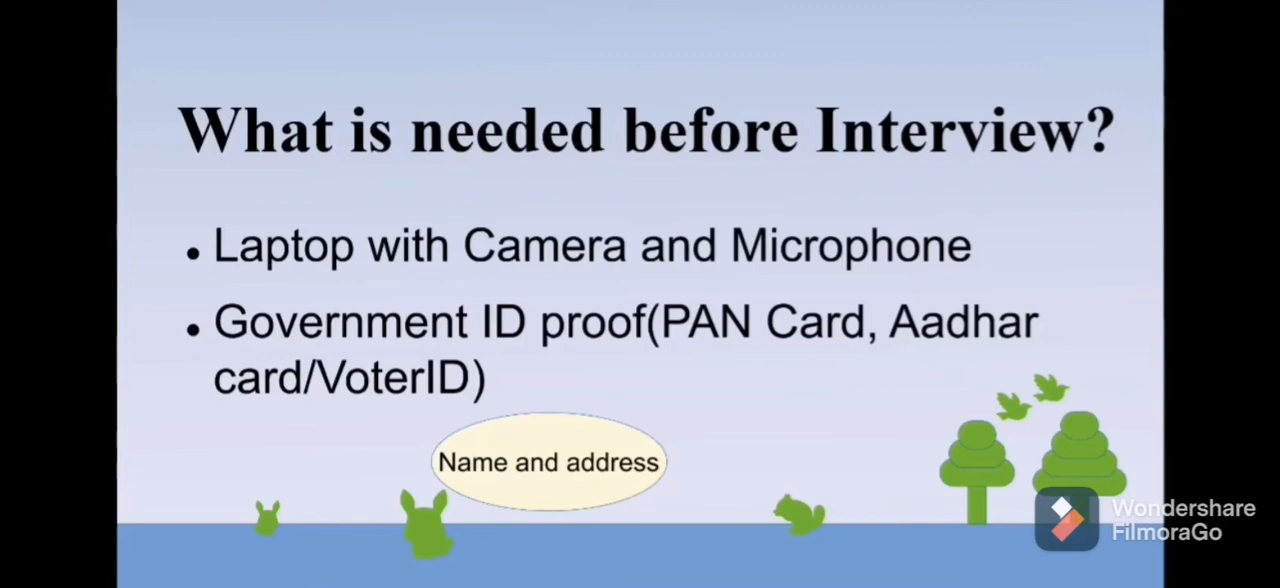 What is needed before Interview?
• Laptop with Camera and Microphone
• Government ID proof(PAN Card, Aadhar
card/VoterID)
Name and address
Wondershare
FilmoraGo